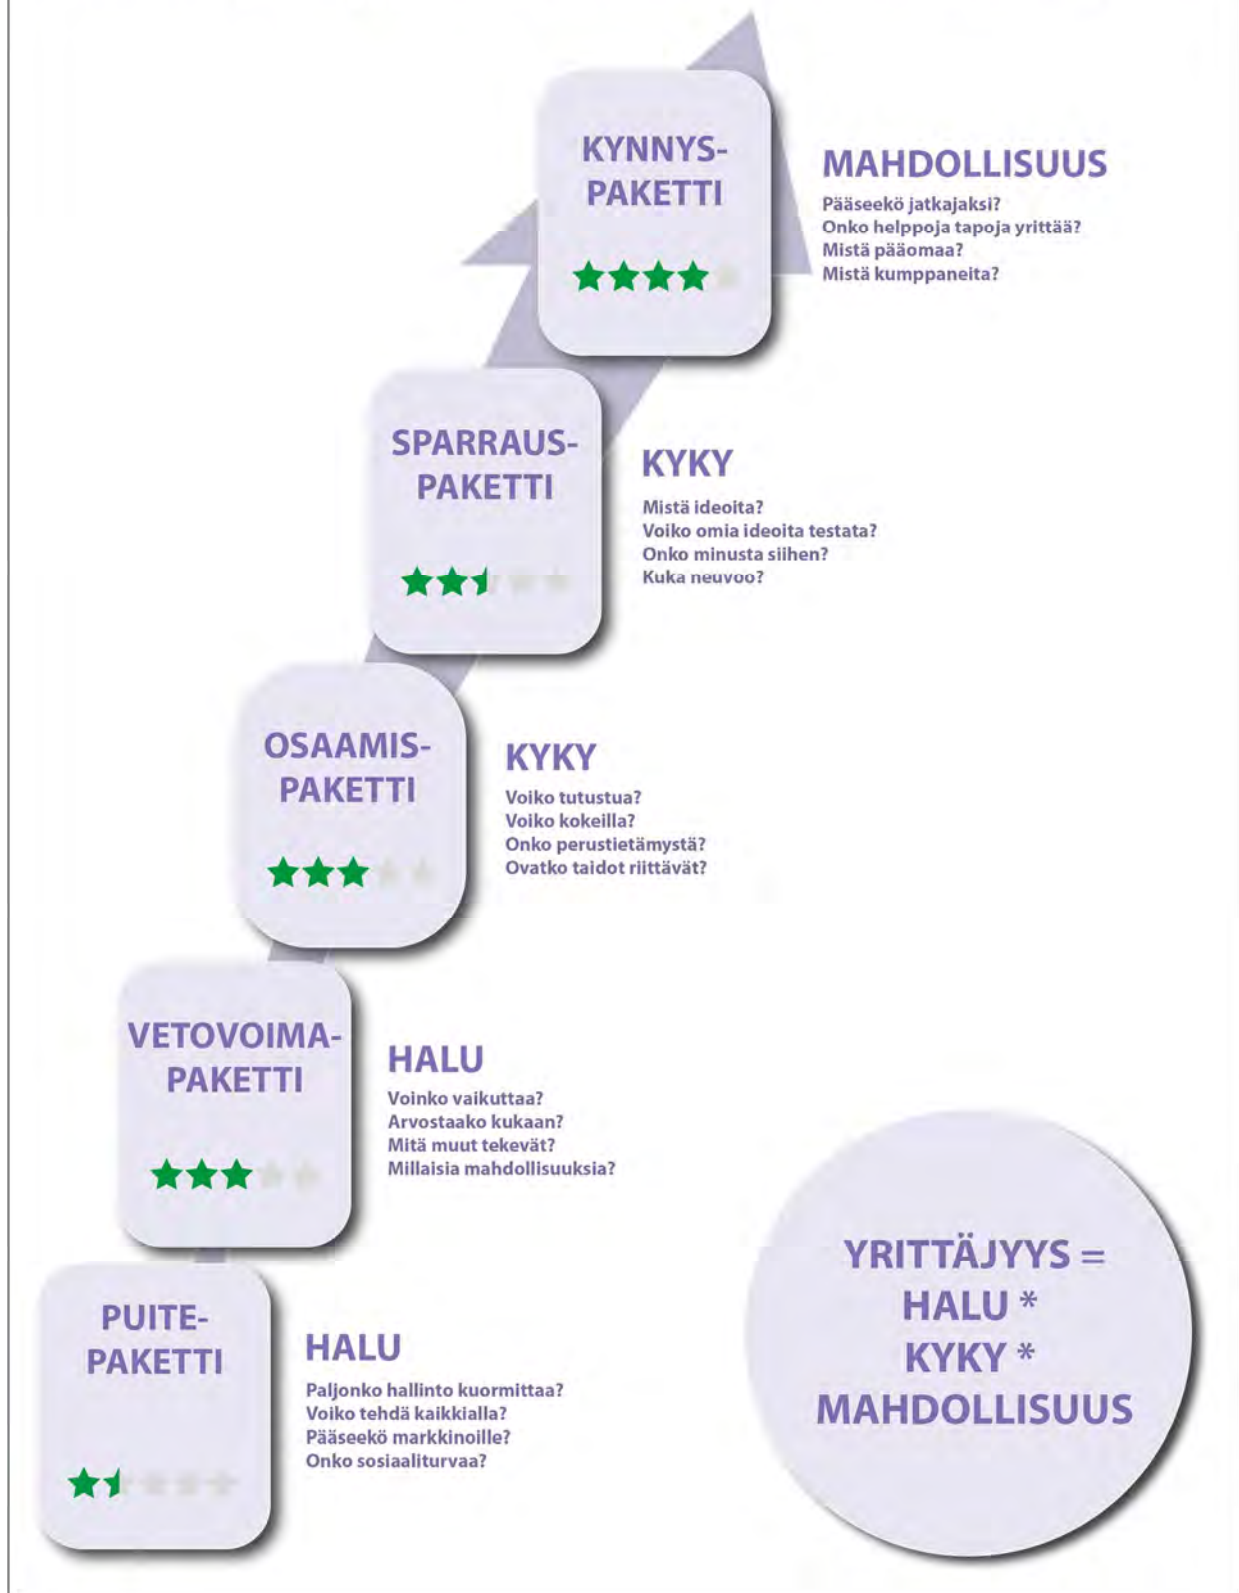 KYNNYS-
PAKETTI
MAHDOLLISUUS
Pääseekö jatkajaksi?
Onko helppoja tapoja yrittää?
Mistä pääomaa?
Mistä kumppaneita?
SPARRAUS-
PAKETTI
KYKY
Mistä ideoita?
Voiko omia ideoita testata?
Onko minusta siihen?
Kuka neuvoo?
OSAAMIS-
PAKETTI
KYKY
Voiko tutustua?
Voiko kokeilla?
Onko perustietämystä?
Ovatko taidot riittävät?
VETOVOIMA-
PAKETTI
HALU
Voinko vaikuttaa?
Arvostaako kukaan?
Mitä muut tekevät?
Millaisia mahdollisuuksia?
PUITE-
PAKETTI
HALU
Paljonko hallinto kuormittaa?
Voiko tehdä kaikkialla?
Pääseekö markkinoille?
Onko sosiaaliturvaa?
YRITTÄJYYS =
HALU *
KYKY *
MAHDOLLISUUS